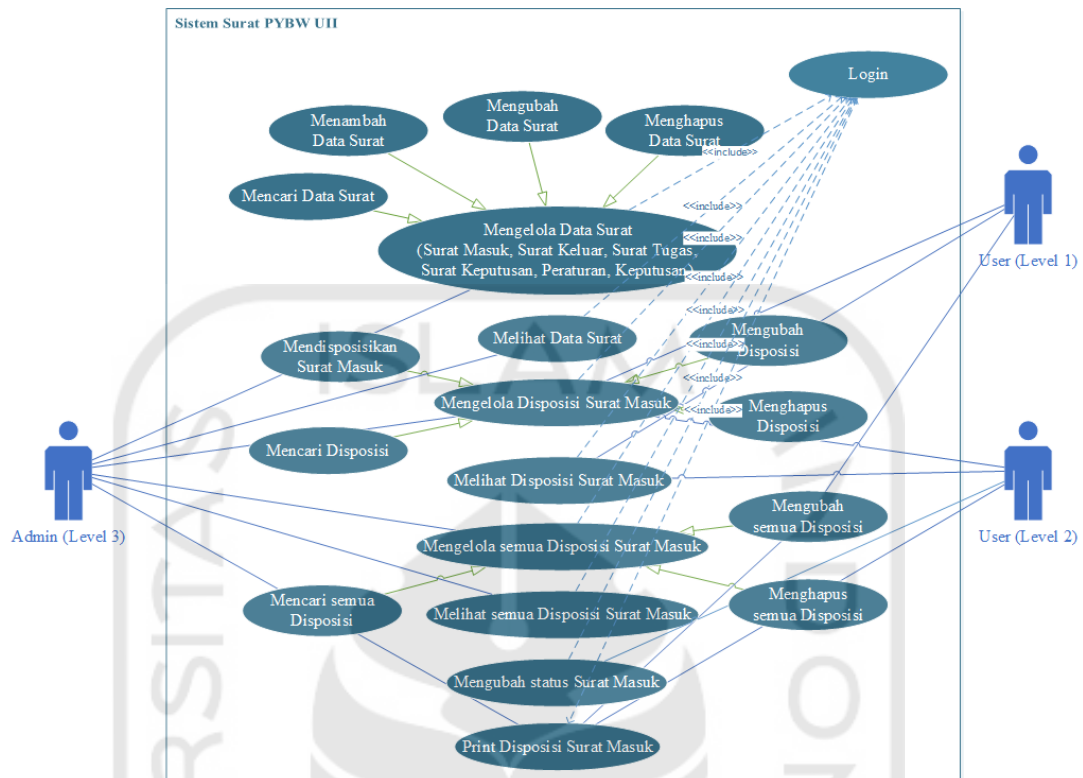 Sistem Surat PYBW UII
Login
Menambah
Data Surat
Mengubah
Data Surat
Menghapus
Data Surat
<<include>>
Mencari Data Surat
<<include>>
Mengelola Data Surat
(Surat Masuk, Surat Keluar, Surat Tugas,
Surat Keputusan, Peraturan, Keputusan)
<<include>>
<<include>>
User (Level 1)
<<include>>
Mendisposisikan
Surat Masuk
Melihat Data Surat
Mengubah
Disposisi
<<include>>
<<include>>
Mengelola Disposisi Surat Masuk
<<include>>
Menghapus
Disposisi
Mencari Disposisi
Melihat Disposisi Surat Masuk
Admin (Level 3)
User (Level 2)
Mengubah
semua Disposisi
Mengelola semua Disposisi Surat Masuk
Mencari semua
Disposisi
Melihat semua Disposisi Surat Masuk
Menghapus
semua Disposisi
Mengubah status Surat Masuk
Print Disposisi Surat Masuk
ISLAM
RSITAS